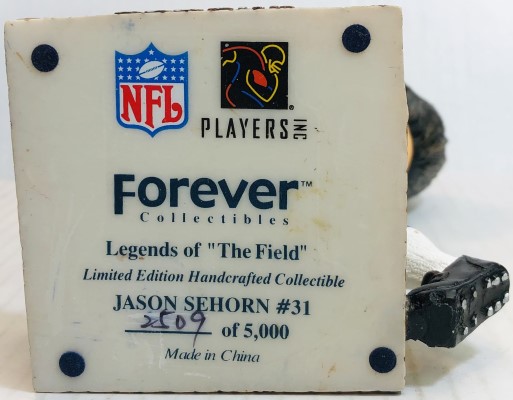 NFL
PLAYERS INC
Forever™
Collectibles
Legends of "The Field"
Limited Edition Handcrafted Collectible
JASON SEHORN #31
2509 of 5,000
Made in China